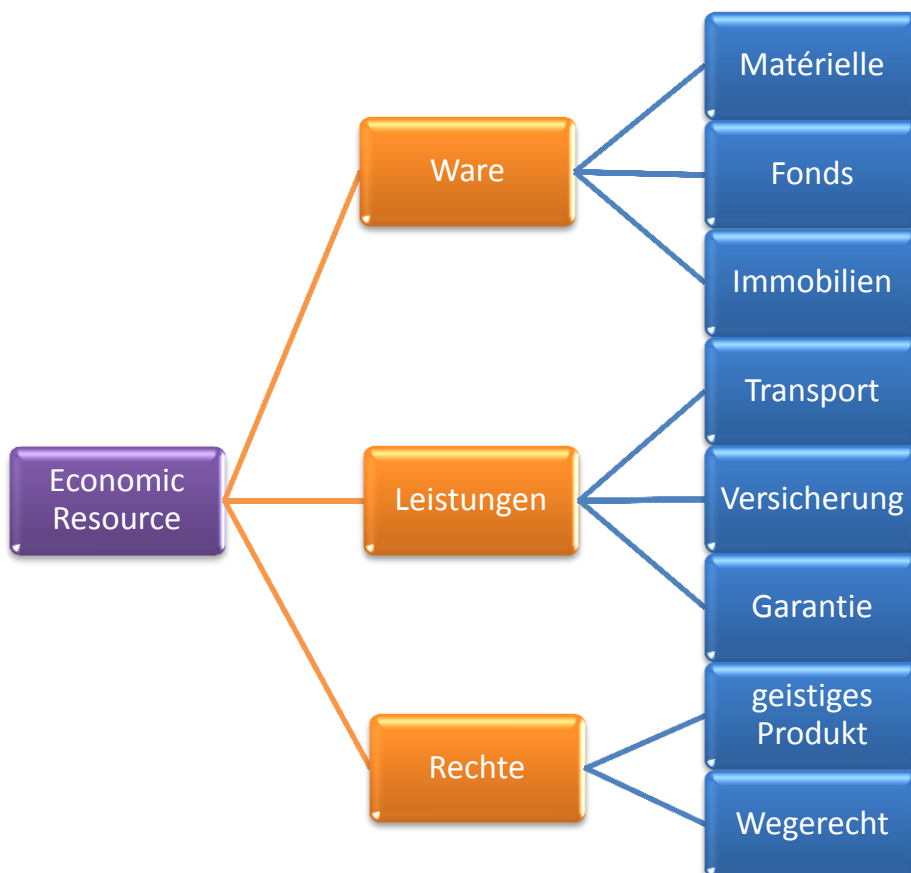 Economic
Resource
Ware
Matérielle
Fonds
Immobilien
Leistungen
Transport
Versicherung
Garantie
Rechte
geistiges
Produkt
Wegerecht